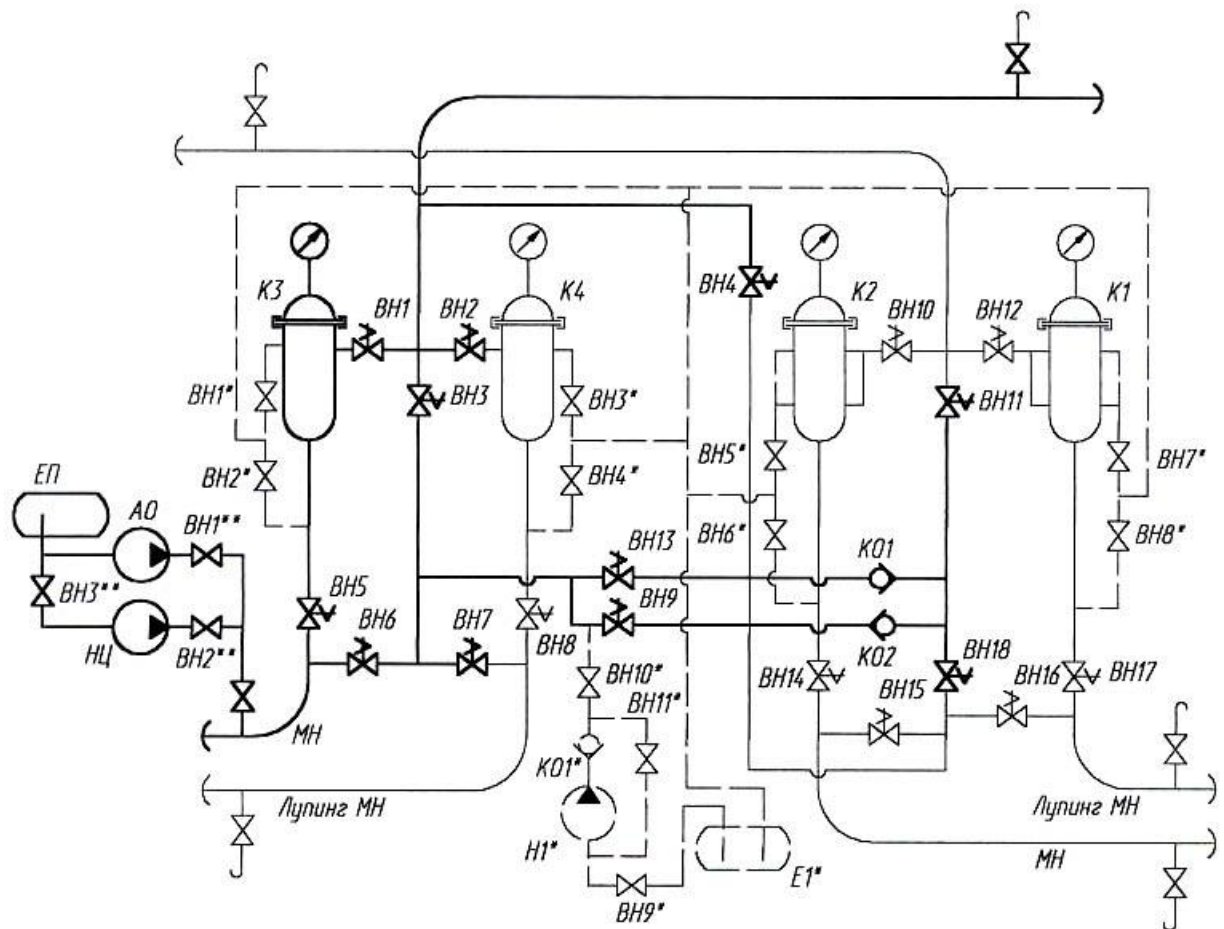 К3
ВН1
ВН2
К4
ВН4
К2
ВН10
ВН12
К1
ВН1*
ВН3
ВН3*
ВН11
ВН2*
ВН4*
ВН5*
ВН7*
ЕП
АО
ВН1**
ВН13
ВН6*
КО1
ВН8*
ВН3**
ВН5
ВН6
ВН7
ВН9
НЦ
ВН2**
ВН8
КО2
ВН10*
ВН14
ВН18
ВН15
ВН16
ВН17
ВН11*
МН
КО1*
Лупинг МН
Лупинг МН
Н1*
Е1*
МН
ВН9*